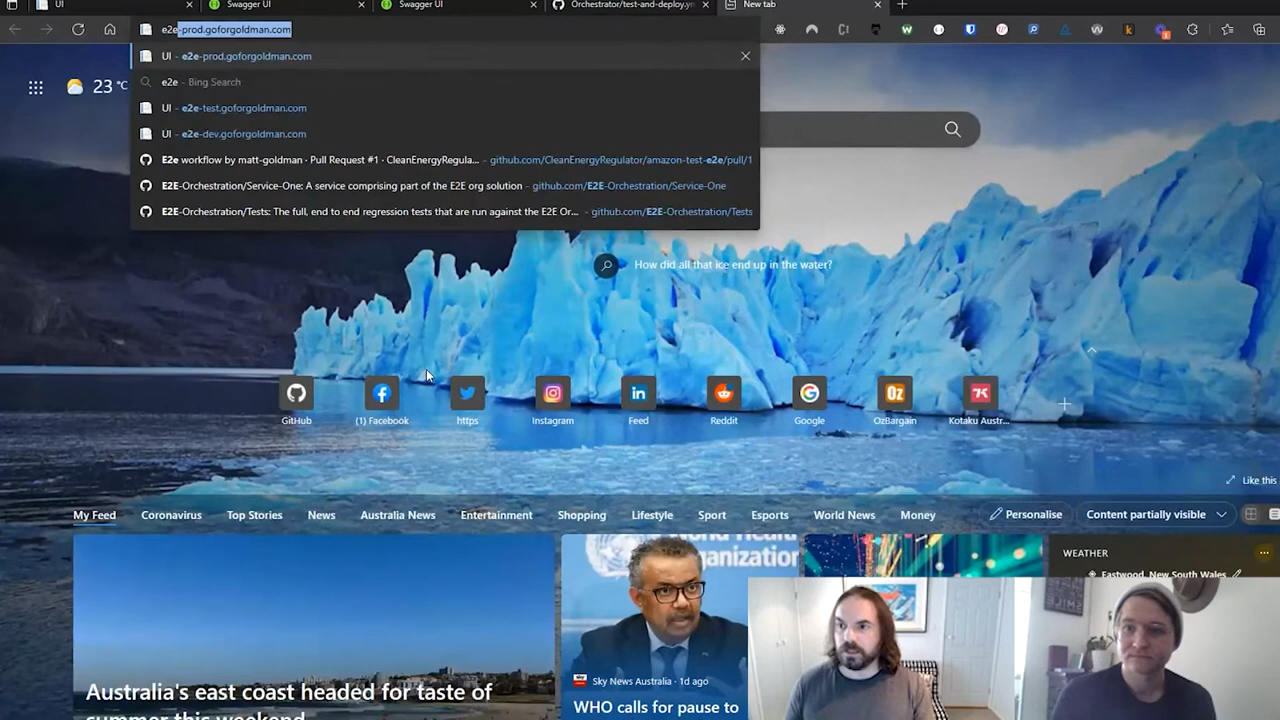 UI
Swagger UI
Swagger UI
Orchestrator/test-and-deploy.ym
New tab
e2e-prod.goforgoldman.com
UI - e2e-prod.goforgoldman.com
e2e - Bing Search
UI - e2e-test.goforgoldman.com
UI - e2e-dev.goforgoldman.com
E2e workflow by matt-goldman · Pull Request #1 · CleanEnergyRegula... - github.com/CleanEnergyRegulator/amazon-test-e2e/pull/1
E2E-Orchestration/Service-One: A service comprising part of the E2E org solution - github.com/E2E-Orchestration/Service-One
E2E-Orchestration/Tests: The full, end to end regression tests that are run against the E2E Or... - github.com/E2E-Orchestration/Tests
23 °C
How did all that ice end up in the water?
GitHub
(1) Facebook
https
Instagram
Feed
Reddit
Google
OzBargain
Kotaku Austr...
Like this
My Feed
Coronavirus
Top Stories
News
Australia News
Entertainment
Shopping
Lifestyle
Sport
Esports
World News
Money
Personalise
Content partially visible
WEATHER
Eastwood, New South Wales
Australia's east coast headed for taste of
summer this weekend
Sky News Australia · 1d ago
WHO calls for pause to